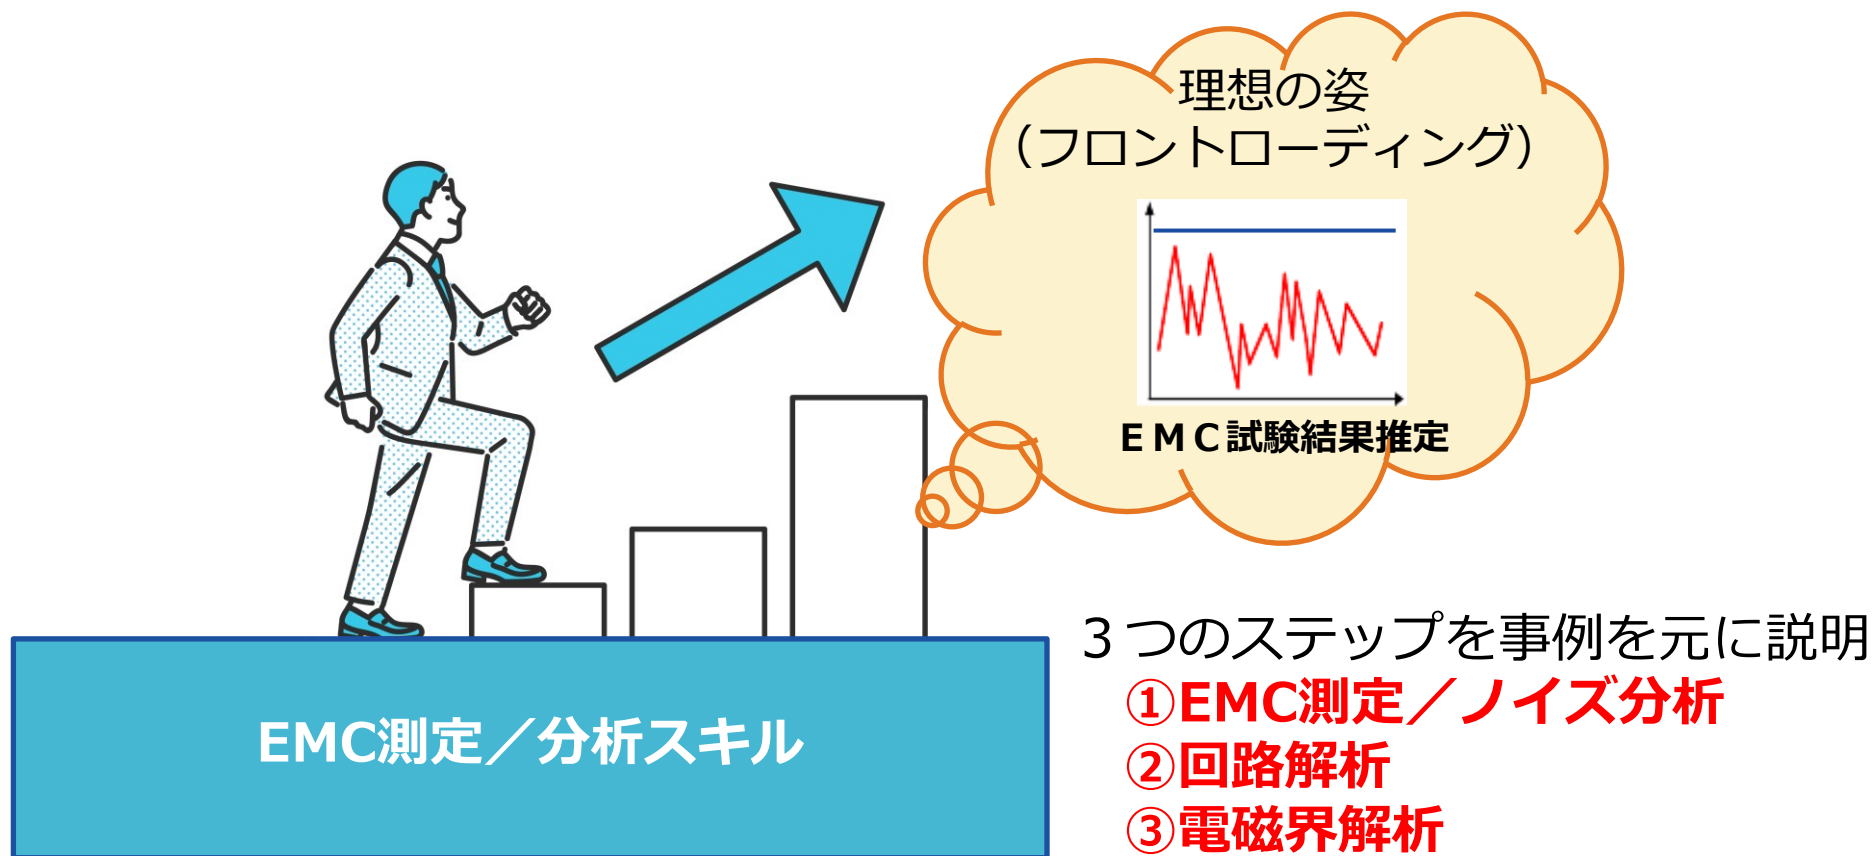 理想の姿
（フロントローディング）
ＥＭＣ試験結果推定
EMC測定／分析スキル
３つのステップを事例を元に説明
①EMC測定／ノイズ分析
②回路解析
③電磁界解析